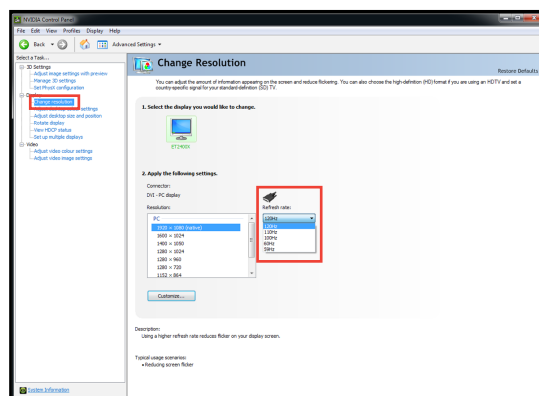 NVIDIA Control Panel
File Edit View Profiles Display Help
Back Advanced Settings
Select a Task...
3D Settings
Adjust image settings with preview
Manage 3D settings
Set PhysX configuration
Display
Change resolution
settings
Adjust desktop size and position
Rotate display
View HDCP status
Set up multiple displays
Video
Adjust video colour settings
Adjust video image settings
System Information
Change Resolution
Restore Defaults
You can adjust the amount of information appearing on the screen and reduce flickering. You can also choose the high-definition (HD) format if you are using an HDTV and set a
country-specific signal for your standard-definition (SD) TV.
1. Select the display you would like to change.
2. Apply the following settings.
Connector:
DVI - PC display
Resolution:
PC
1920 × 1080 (native)
1600 × 1024
1400 × 1050
1280 × 1024
1280 × 960
1280 × 720
1152 × 864
Refresh rate:
120Hz
120Hz
110Hz
100Hz
60Hz
59Hz
Customize...
Description:
Using a higher refresh rate reduces flicker on your display screen.
Typical usage scenarios:
• Reducing screen flicker